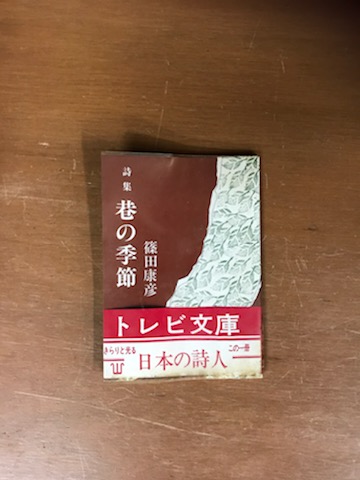 詩集
巷の季節
篠田康彦
トレビ文庫
きらりと光る
この一冊
日本の詩人